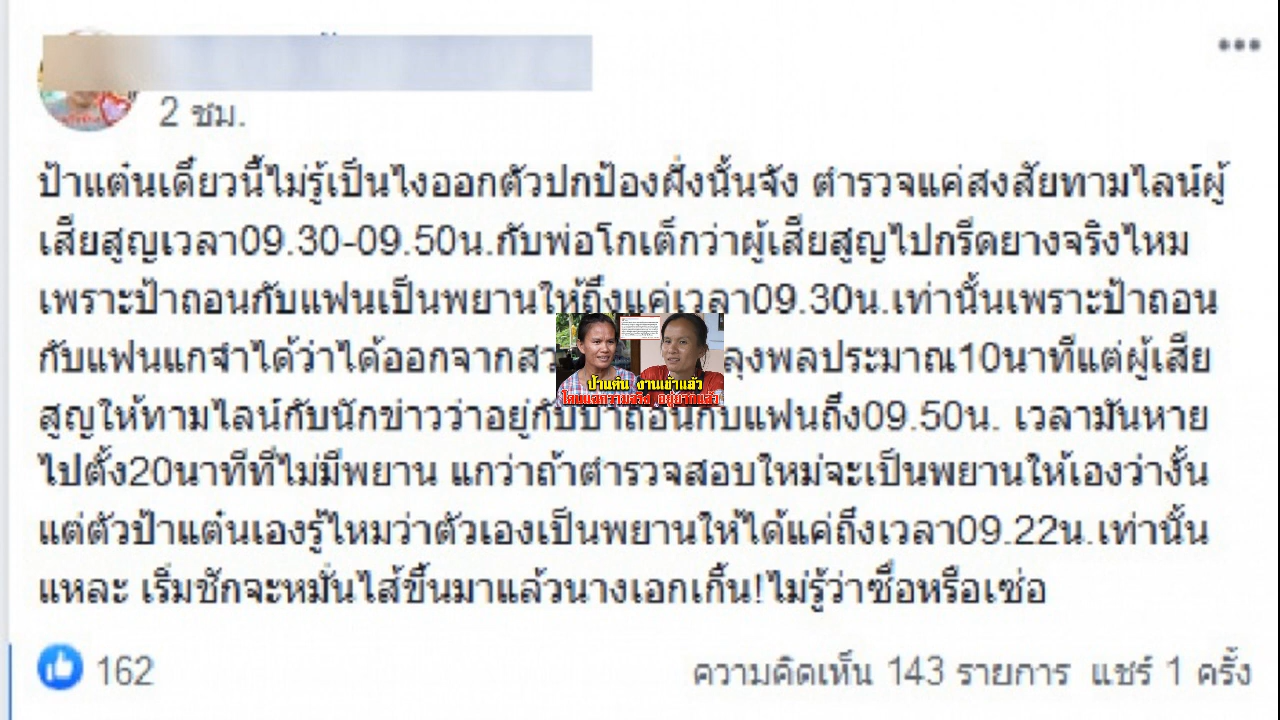 2 ชม.
ป้าแต๋นเดี๋ยวนี้ไม่รู้เป็นไงออกตัวปกป้องฝั่งนั้นจัง ตำรวจแค่สงสัยทามไลน์ผู้
เสียสูญเวลา09.30-09.50น.กับพ่อโกเต็กว่าผู้เสียสูญไปกรีดยางจริงไหม
เพราะป้าถอนกับแฟนเป็นพยานให้ถึงแค่เวลา09.30น.เท่านั้นเพราะป้าถอน
กับแฟนแกจำได้ว่าได้ออกจากสว ลุงพลประมาณ10นาทีแต่ผู้เสีย
ป้าแต๋น งานเข้าแล้ว
สูญให้ทามไลน์กับนักข่าวว่าอยู่กับป้าถอนกับแฟนถึง09.50น. เวลามันหาย
ไปตั้ง20นาทีที่ไม่มีพยาน แกว่าถ้าตำรวจสอบใหม่จะเป็นพยานให้เองว่างั้น
แต่ตัวป้าแต๋นเองรู้ไหมว่าตัวเองเป็นพยานให้ได้แค่ถึงเวลา09.22น.เท่านั้น
แหละ เริ่มชักจะหมั่นไส้ขึ้นมาแล้วนางเอกเกิ้น!ไม่รู้ว่าซื่อหรือเซ่อ
162
ความคิดเห็น 143 รายการ แชร์ 1 ครั้ง